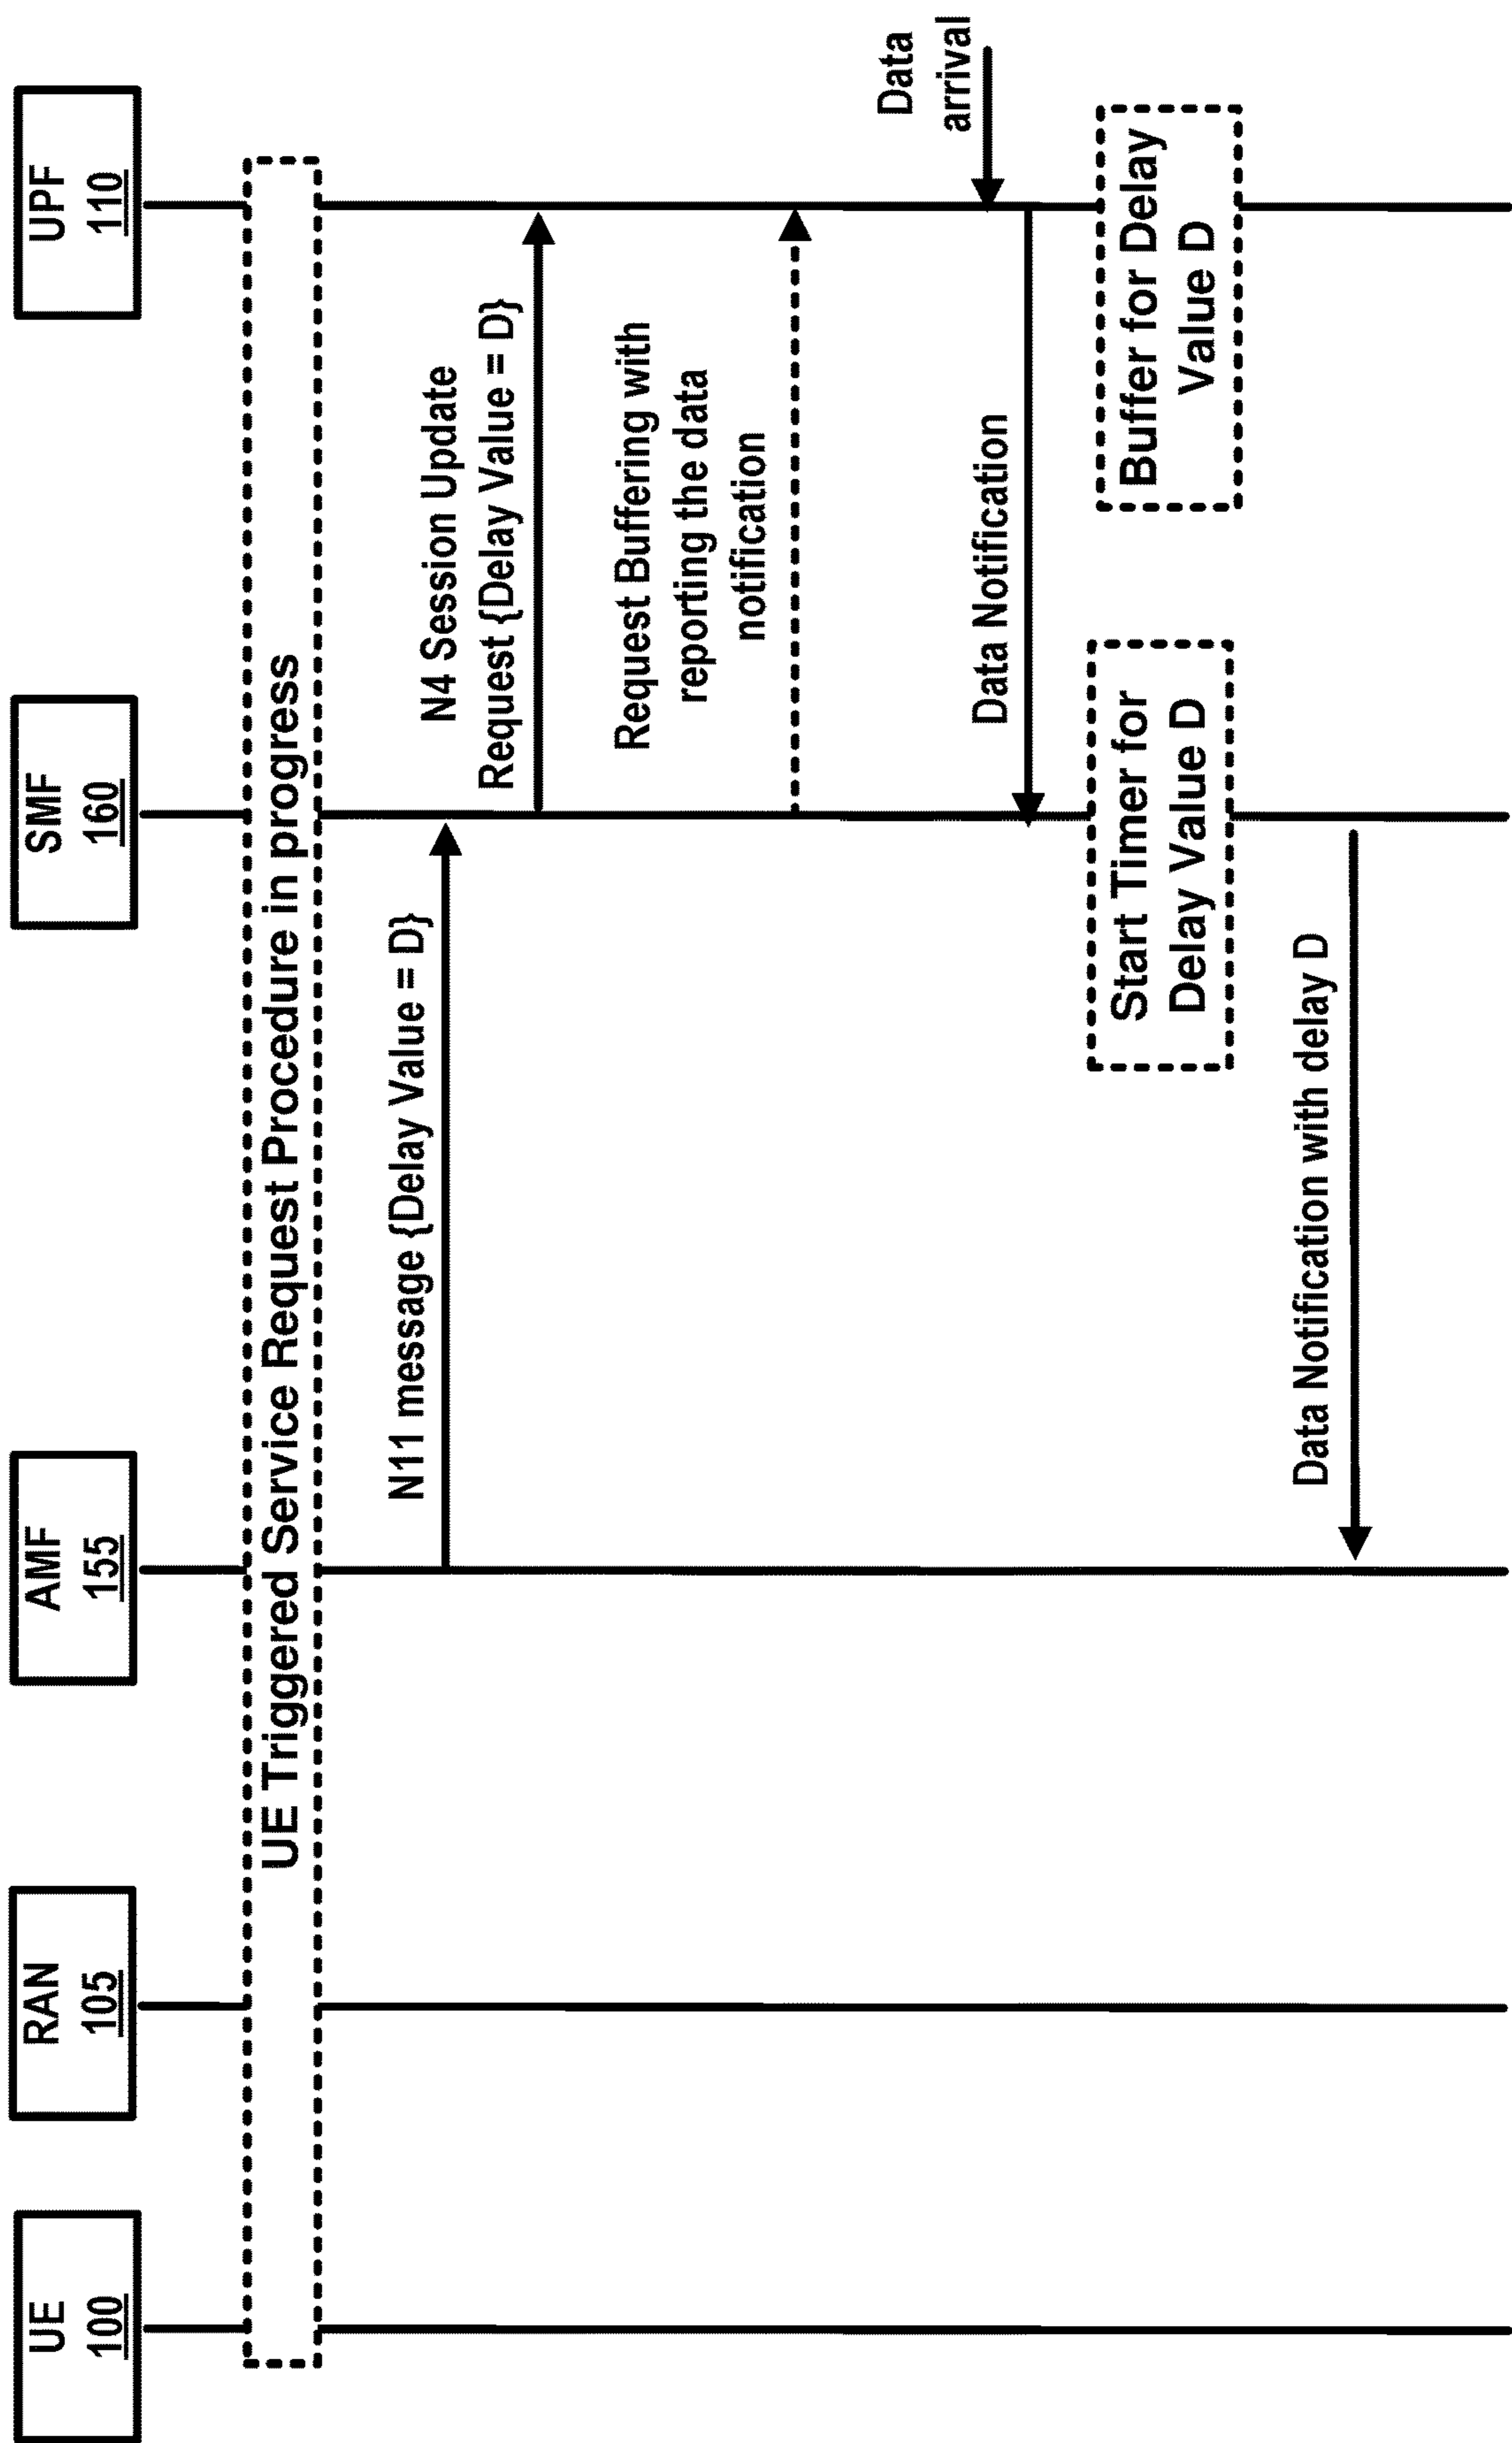 UE
100
RAN
105
AMF
155
SMF
160
UPF
110
UE Triggered Service Request Procedure in progress
N11 message {Delay Value = D}
N4 Session Update
Request {Delay Value = D}
Request Buffering with
reporting the data
notification
Data
arrival
Data Notification
Start Timer for
Delay Value D
Buffer for Delay
Value D
Data Notification with delay D